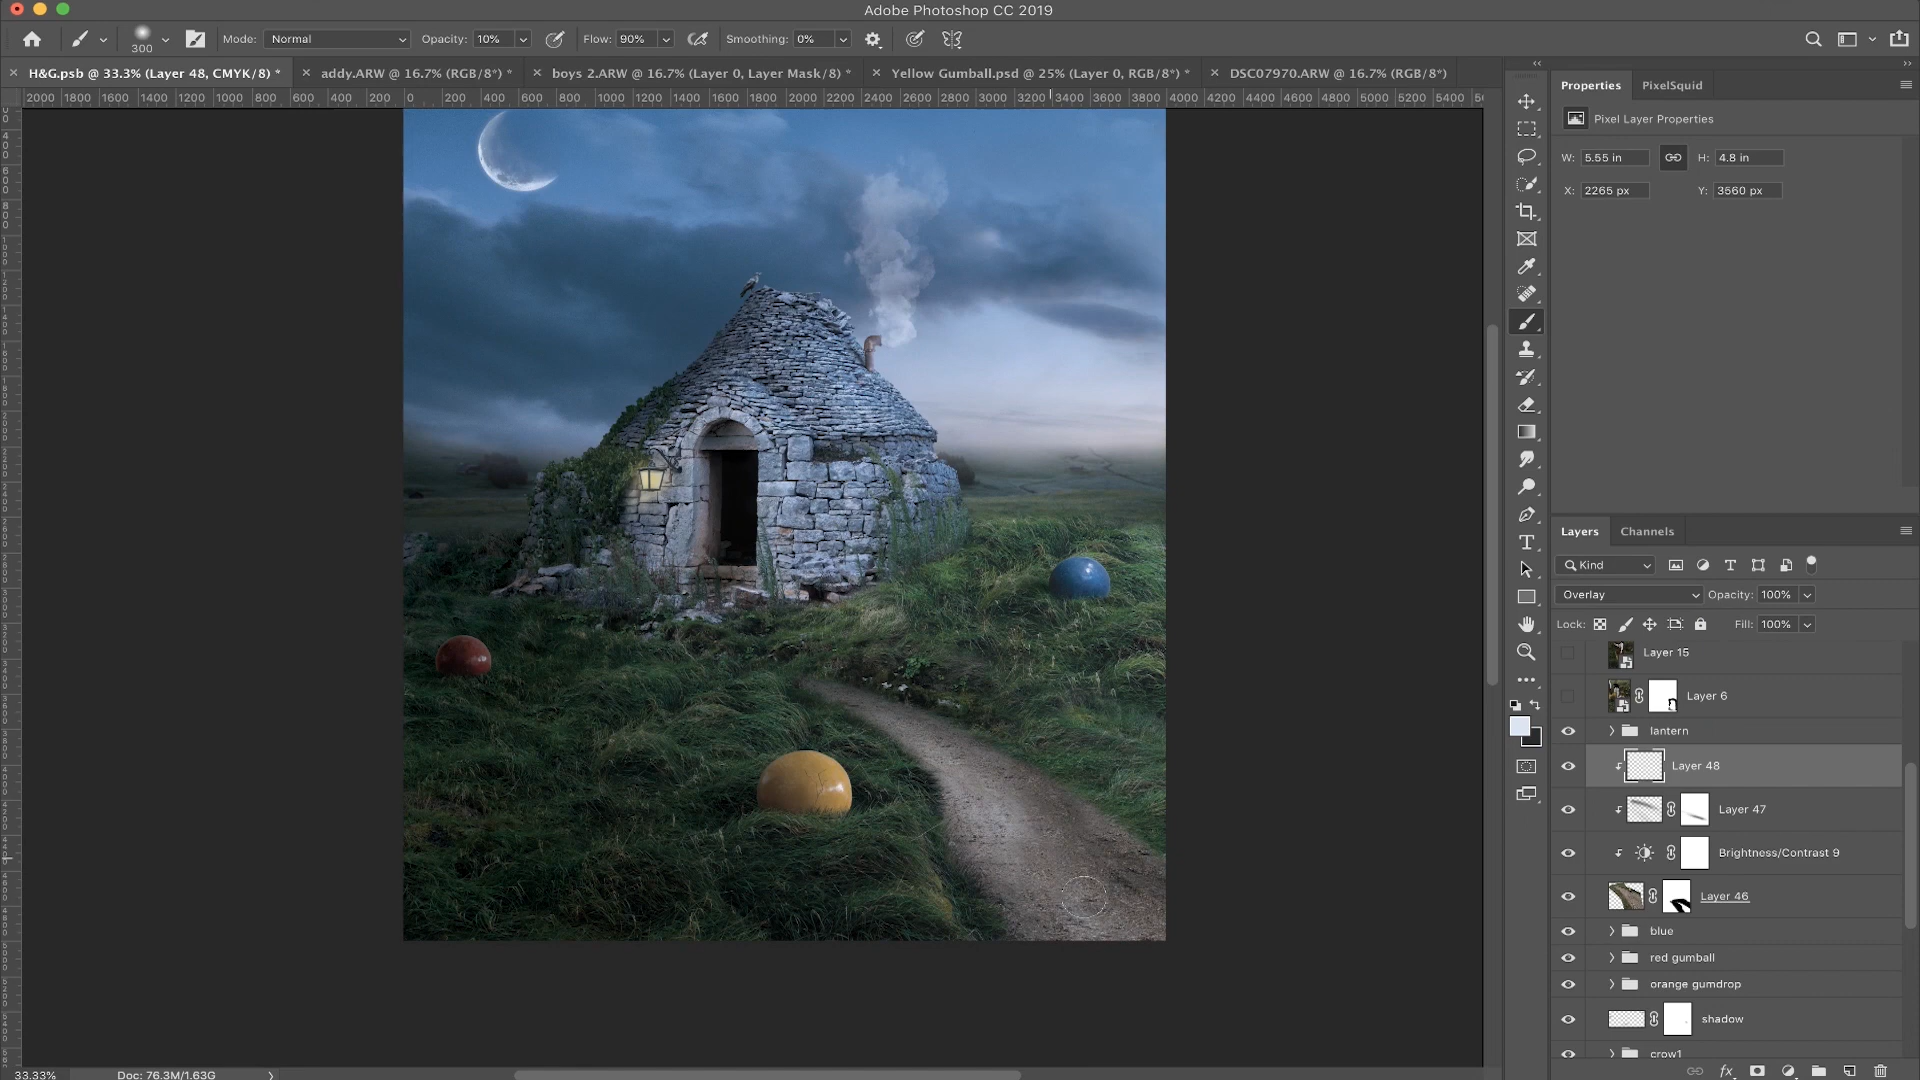 Adobe Photoshop CC 2019
300 Mode: Normal Opacity: 10% Flow: 90% Smoothing: 0%
H&G.psb @ 33.3% (Layer 48, CMYK/8) * addy.ARW @ 16.7% (RGB/8*) * boys 2.ARW @ 16.7% (Layer 0, Layer Mask/8) * Yellow Gumball.psd @ 25% (Layer 0, RGB/8*) * DSC07970.ARW @ 16.7% (RGB/8*)
2000 1800 1600 1400 1200 1000 800 600 400 200 0 200 400 600 800 1000 1200 1400 1600 1800 2000 2200 2400 2600 2800 3000 3200 3400 3600 3800 4000 4200 4400 4600 4800 5000 5200 5400
Properties PixelSquid
Pixel Layer Properties
W: 5.55 in H: 4.8 in
X: 2265 px Y: 3560 px
Layers Channels
Kind
Overlay Opacity: 100%
Lock: Fill: 100%
Layer 15
Layer 6
lantern
Layer 48
Layer 47
Brightness/Contrast 9
Layer 46
blue
red gumball
orange gumdrop
shadow
crow1
fx
33.33% Doc: 76.3M/1.63G